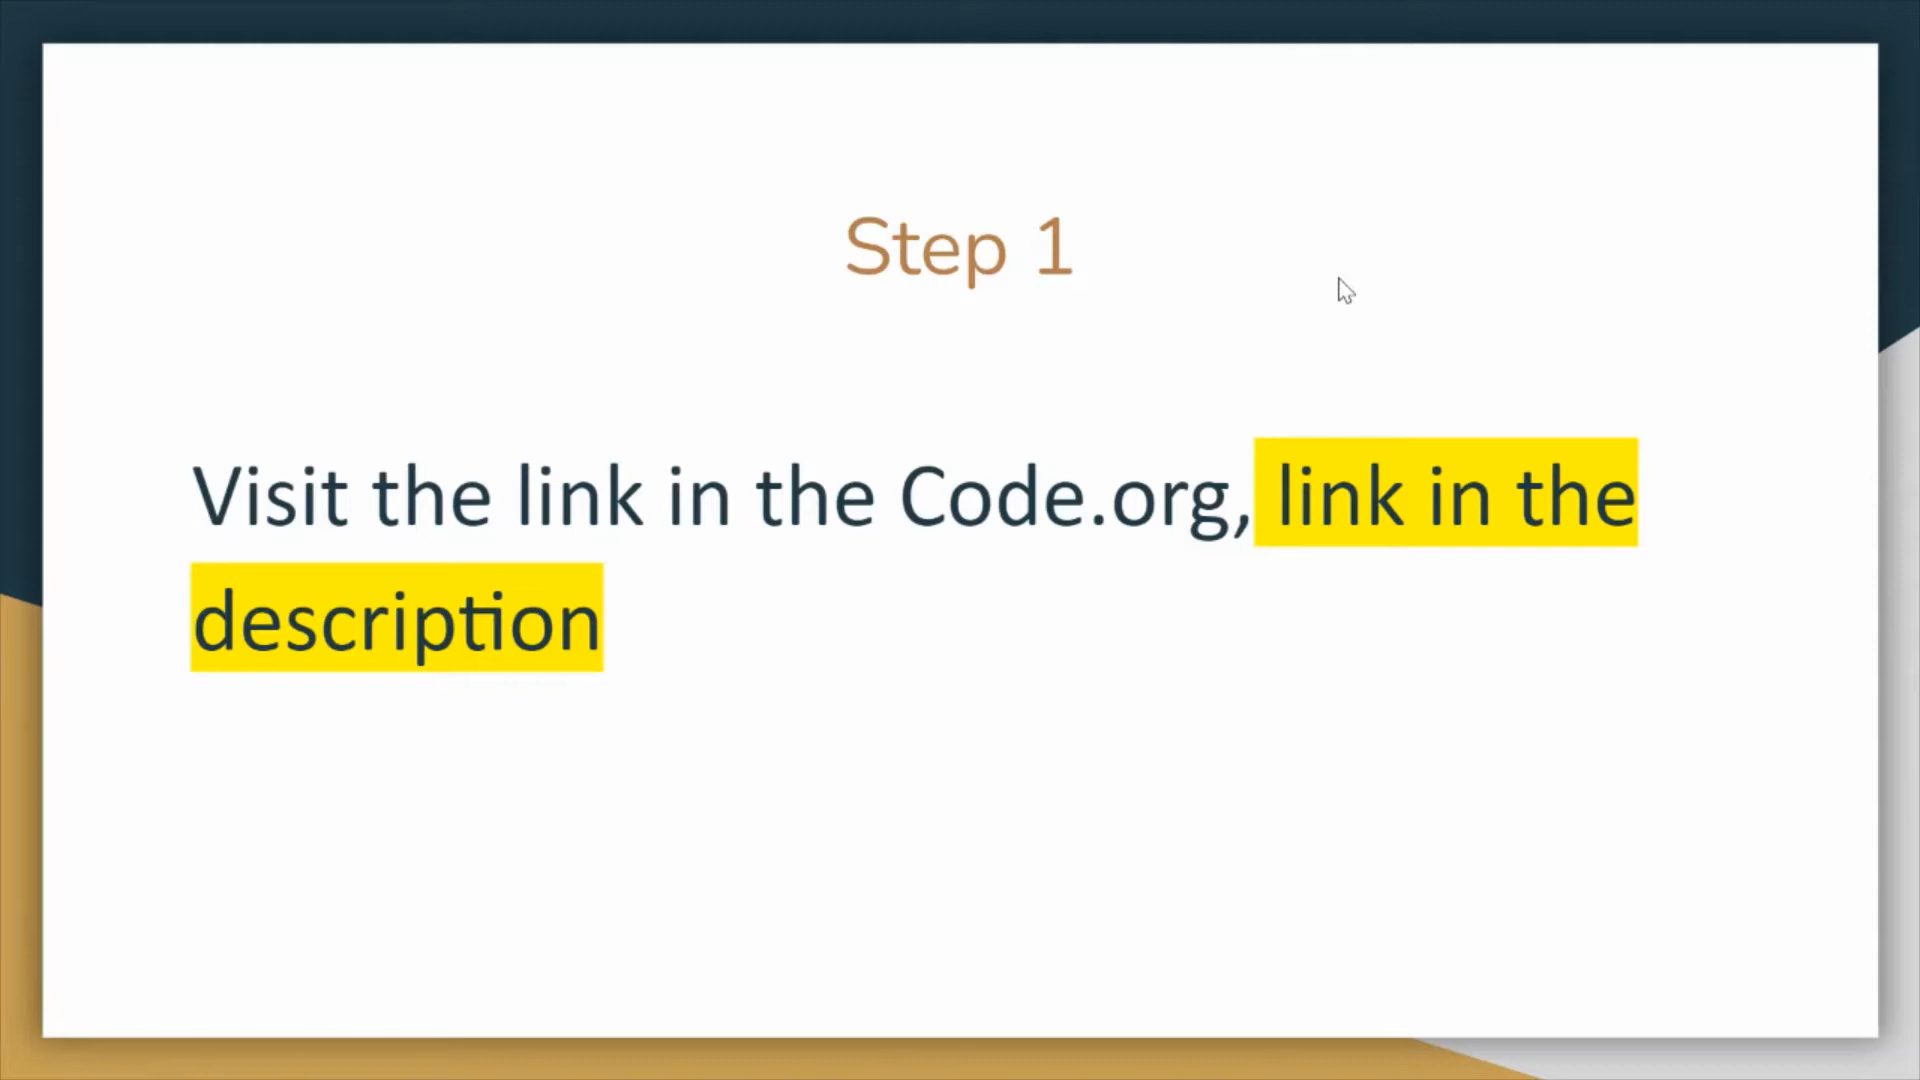 Step 1
Visit the link in the Code.org, link in the
description